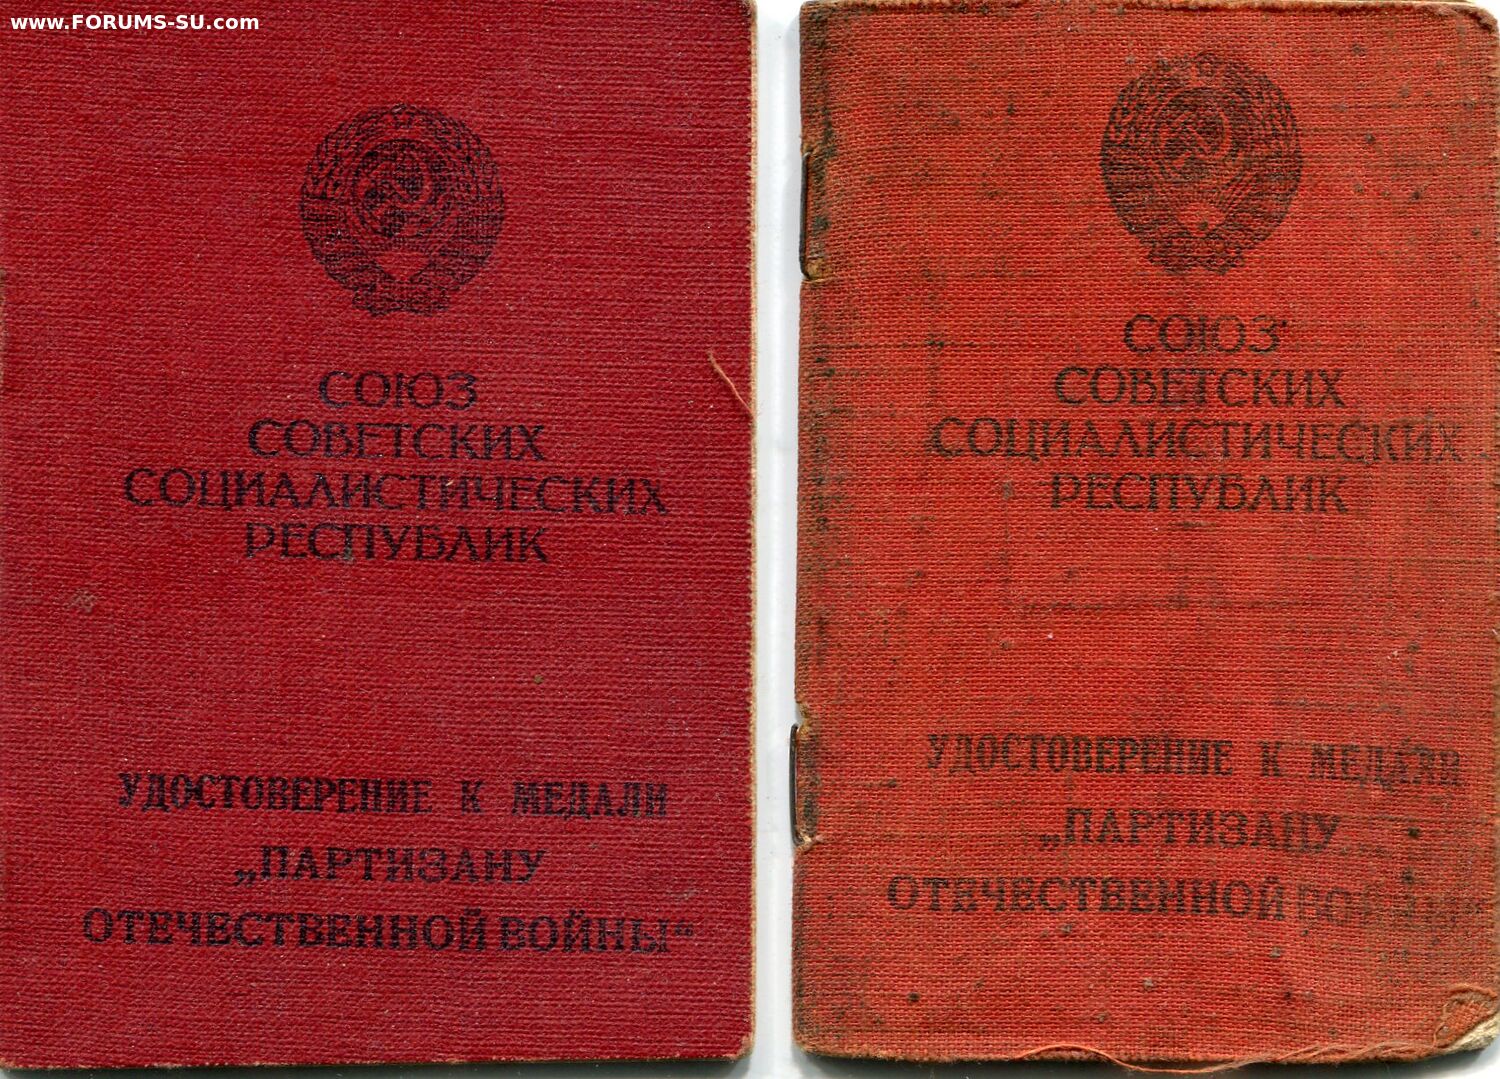 www.FORUMS-SU.com
СОЮЗ
СОВЕТСКИХ
СОЦИАЛИСТИЧЕСКИХ
РЕСПУБЛИК
УДОСТОВЕРЕНИЕ К МЕДАЛИ
„ПАРТИЗАНУ
ОТЕЧЕСТВЕННОЙ ВОЙНЫ“
СОЮЗ
СОВЕТСКИХ
СОЦИАЛИСТИЧЕСКИХ
РЕСПУБЛИК
УДОСТОВЕРЕНИЕ К МЕДАЛИ
„ПАРТИЗАНУ
ОТЕЧЕСТВЕННОЙ ВОЙНЫ“